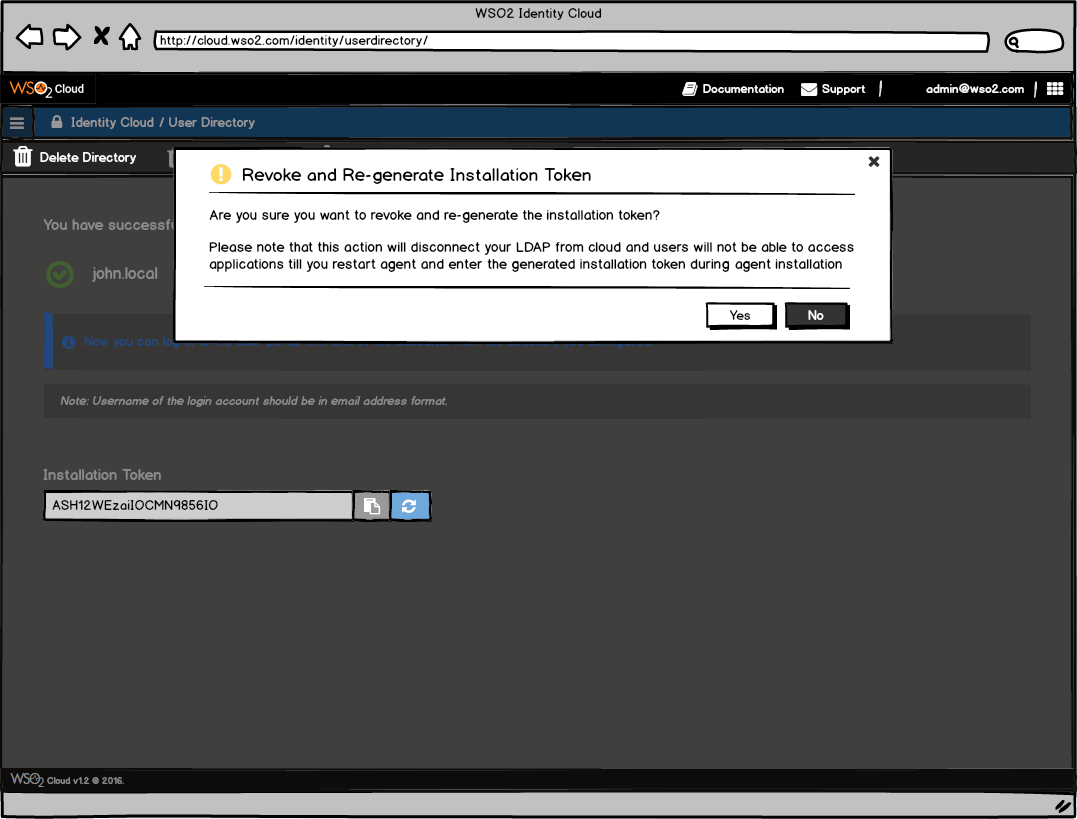 WSO2 Identity Cloud
http://cloud.wso2.com/identity/userdirectory/
WSO2 Cloud
Documentation
Support
admin@wso2.com
Identity Cloud / User Directory
Delete Directory
Revoke and Re-generate Installation Token
Are you sure you want to revoke and re-generate the installation token?
Please note that this action will disconnect your LDAP from cloud and users will not be able to access
applications till you restart agent and enter the generated installation token during agent installation
Yes
No
You have
john.local
Now you can
Note: Username of the login account should be in email address format.
Installation Token
ASH12WEzaiIOCMN9856IO
WSO2 Cloud v1.2 © 2016.